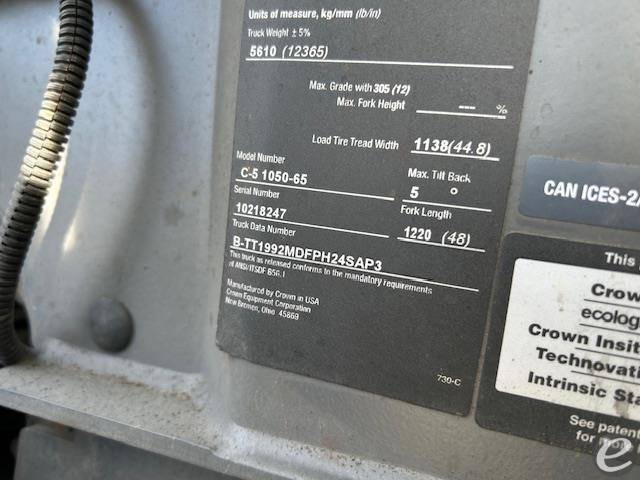 Units of measure, kg/mm (lb/in)
Truck Weight ± 5%
5610 (12365)
Max. Grade with 305 (12)
Max. Fork Height --- %
Load Tire Tread Width 1138(44.8)
Model Number
C-5 1050-65
Max. Tilt Back
5 °
Serial Number
10218247
Fork Length
1220 (48)
Truck Data Number
B-TT1992MDFPH24SAP3
This truck as released conforms to the mandatory requirements
of ANSI/ITSDF B56.1
Manufactured by Crown in USA
Crown Equipment Corporation
New Bremen, Ohio 45869
730-C
CAN ICES-2/
This
Crow
ecolog
Crown Insit
Technovati
Intrinsic Sta
See patent
for more
e